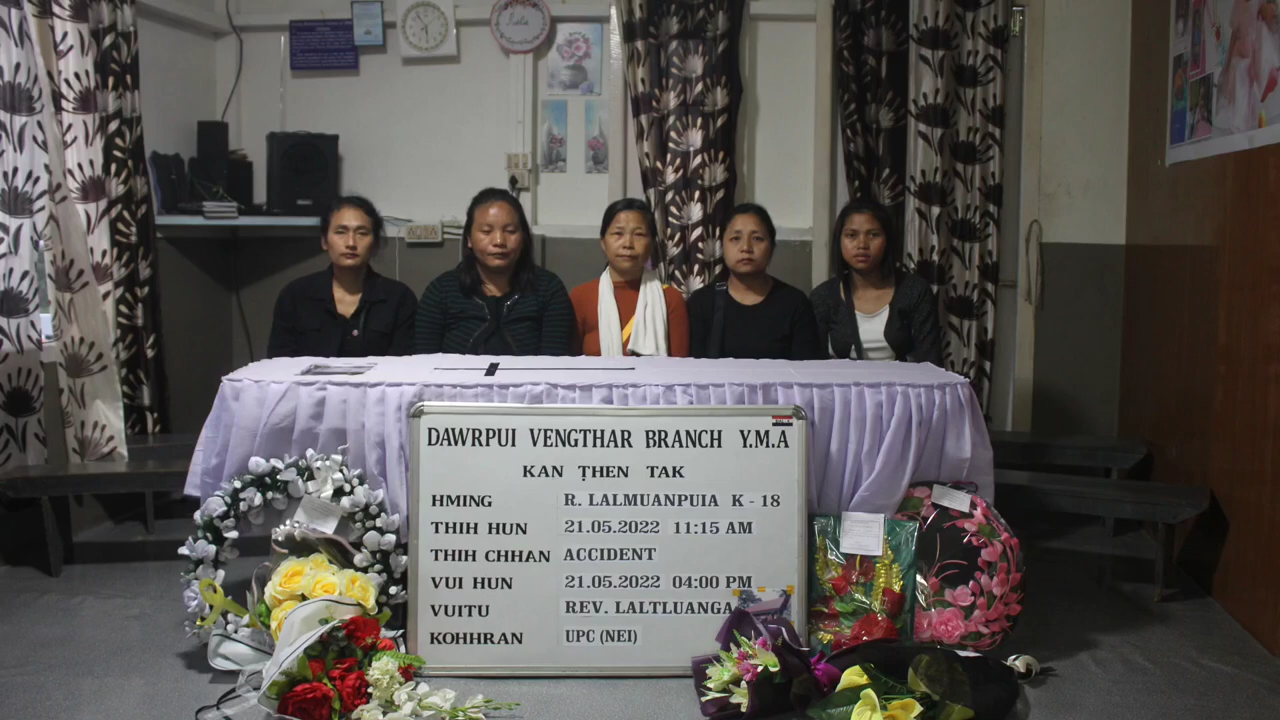 DAWRPUI VENGTHAR BRANCH Y.M.A
KAN ṬHEN TAK
HMING R. LALMUANPUIA K - 18
THIH HUN 21.05.2022 11:15 AM
THIH CHHAN ACCIDENT
VUI HUN 21.05.2022 04:00 PM
VUITU REV. LALTLUANGA
KOHHRAN UPC (NEI)